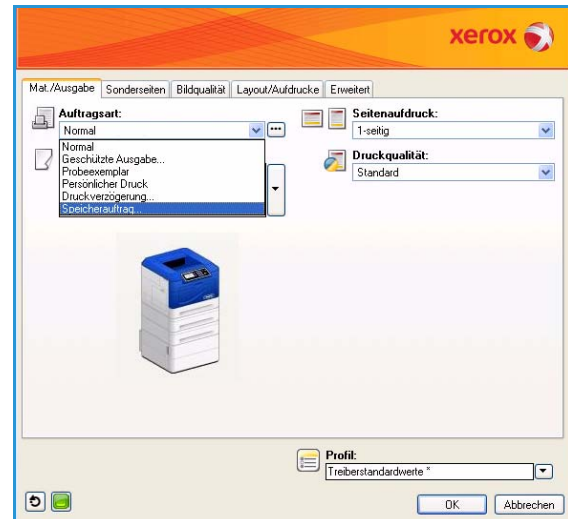 xerox
Mat./Ausgabe Sonderseiten Bildqualität Layout/Aufdrucke Erweitert
Auftragsart:
Normal
Normal
Geschützte Ausgabe...
Probeexemplar
Persönlicher Druck
Druckverzögerung...
Speicherauftrag...
Seitenaufdruck:
1-seitig
Druckqualität:
Standard
Profil:
Treiberstandardwerte *
OK Abbrechen